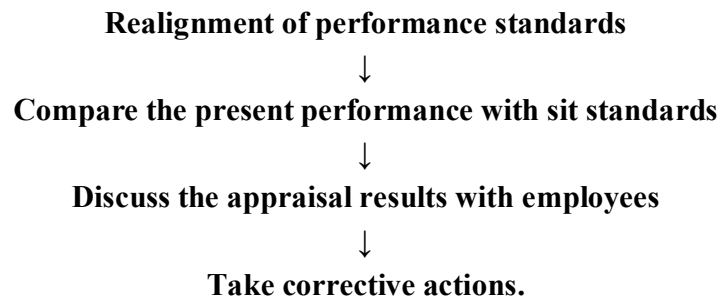 Realignment of performance standards
↓
Compare the present performance with sit standards
↓
Discuss the appraisal results with employees
↓
Take corrective actions.